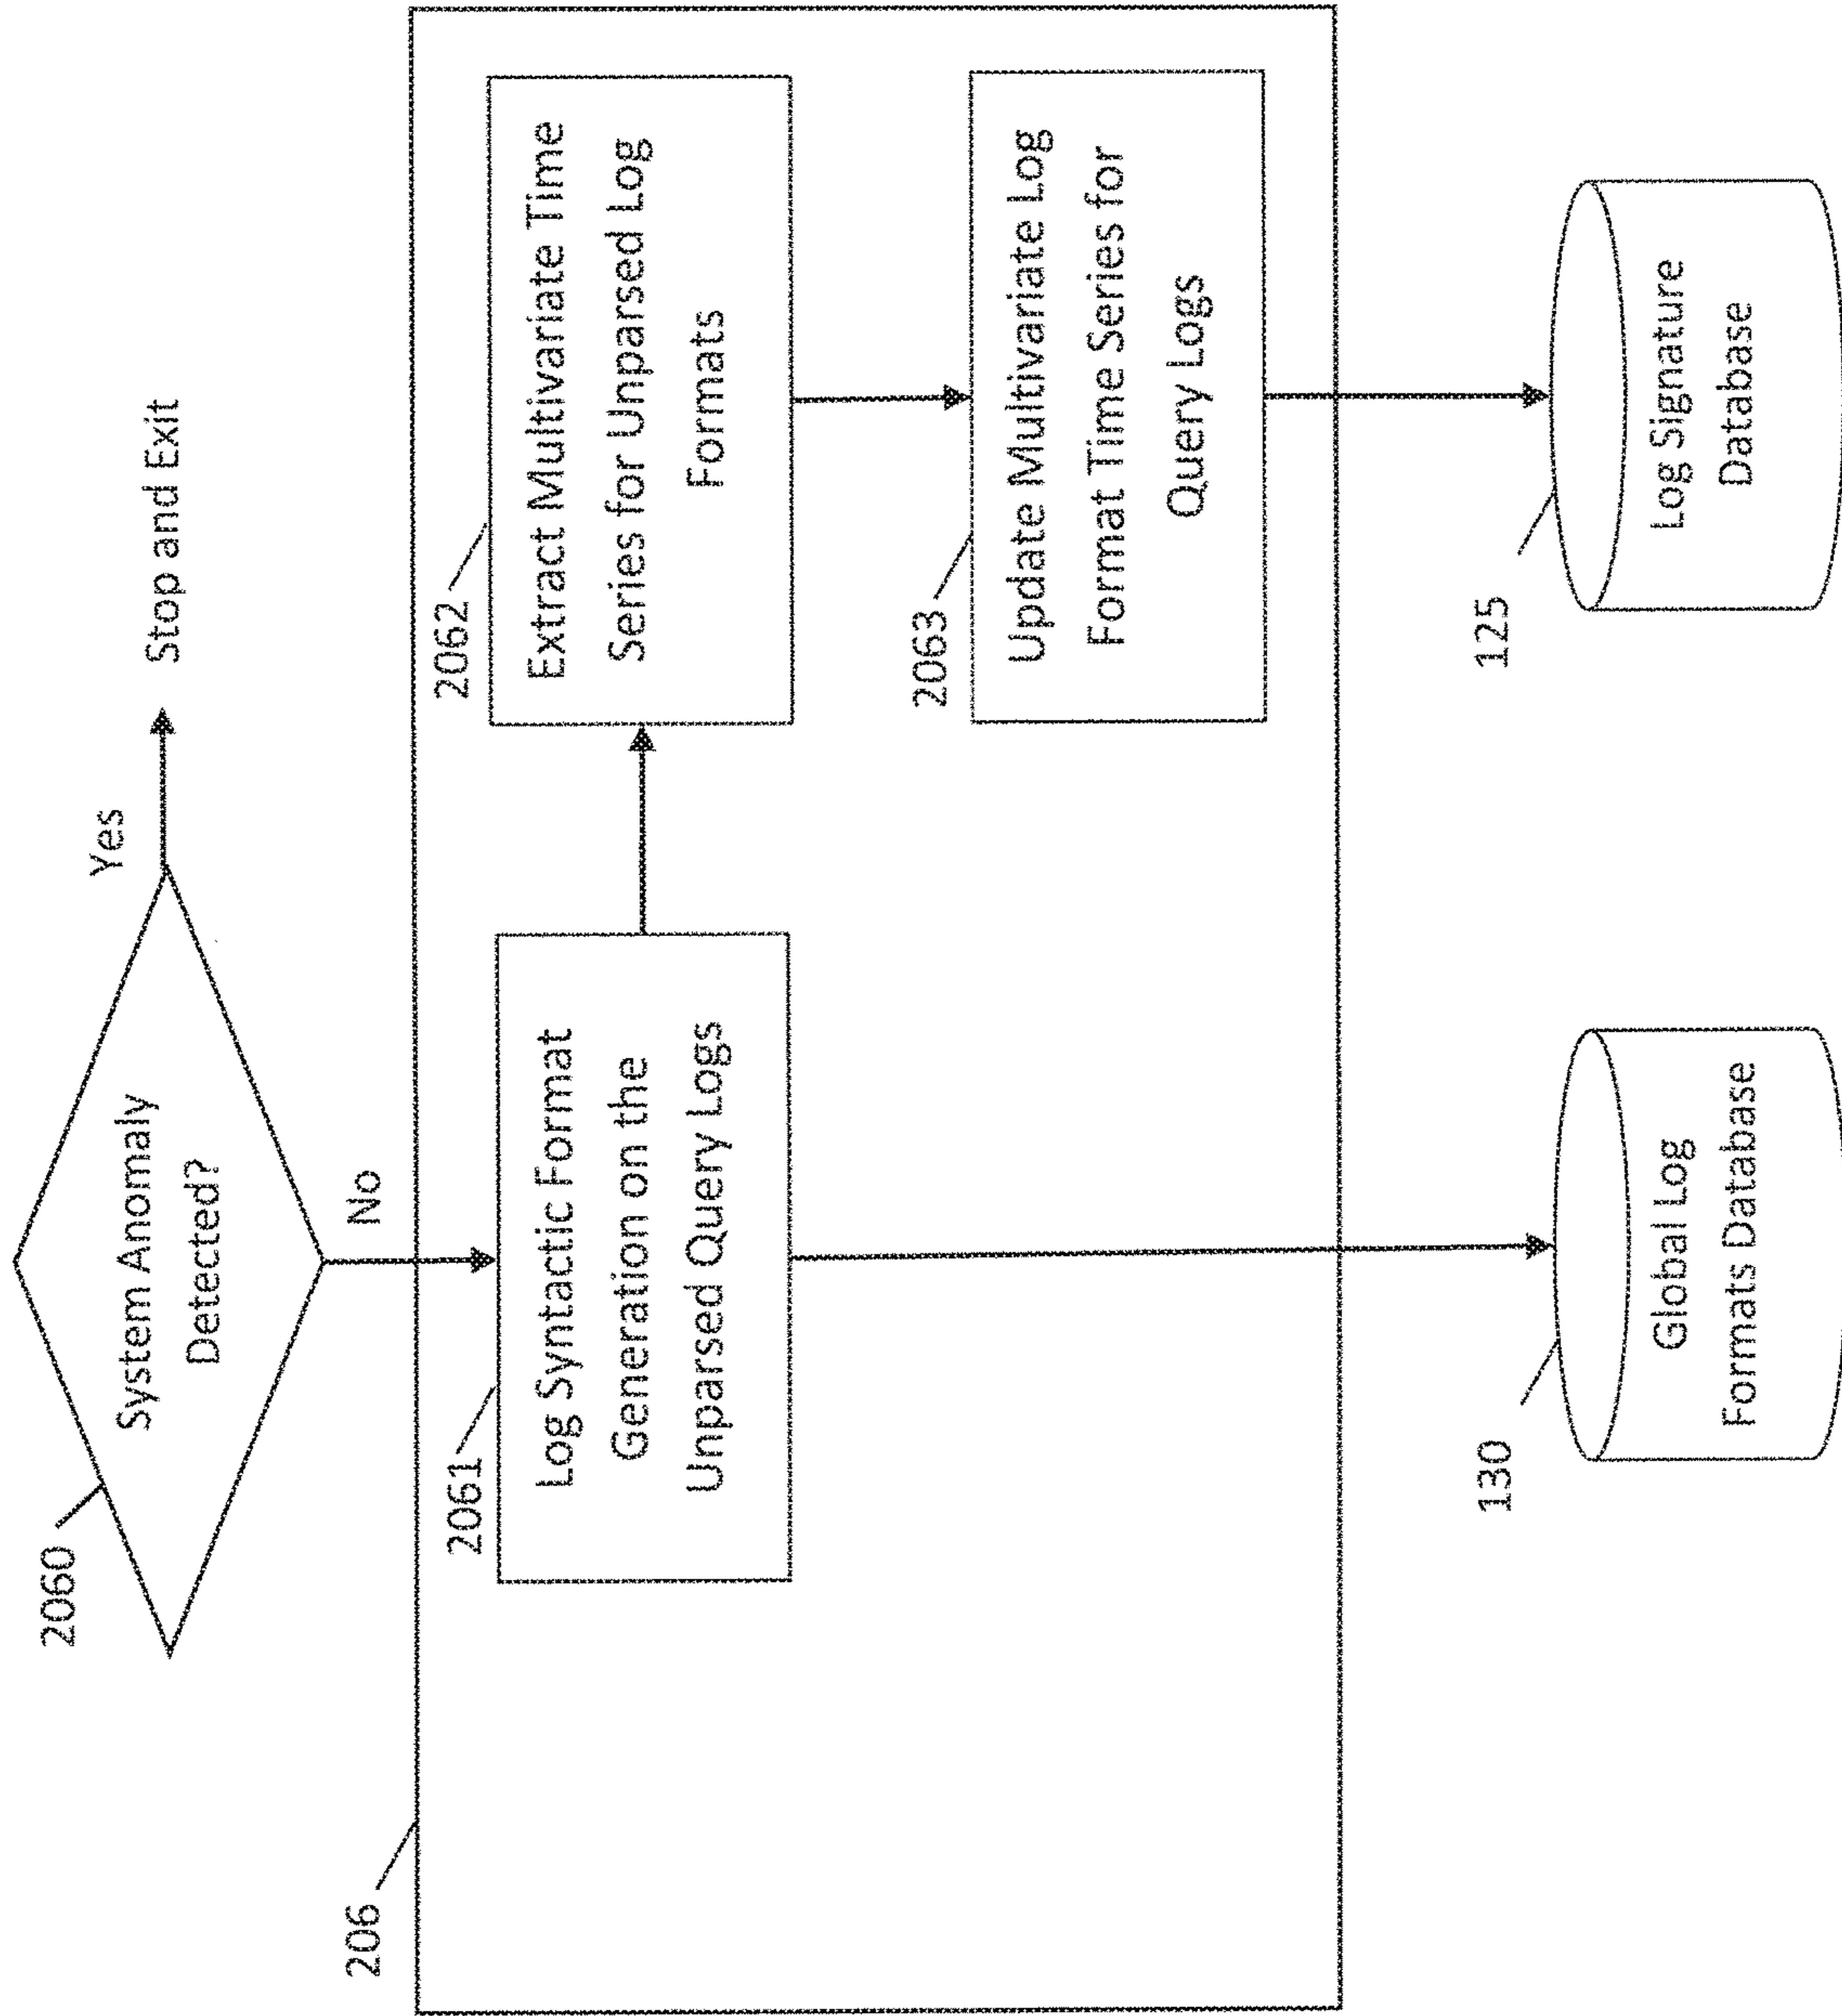 2060
System Anomaly
Detected?
Yes
Stop and Exit
No
206
2061
Log Syntactic Format
Generation on the
Unparsed Query Logs
2062
Extract Multivariate Time
Series for Unparsed Log
Formats
2063
Update Multivariate Log
Format Time Series for
Query Logs
130
Global Log
Formats Database
125
Log Signature
Database